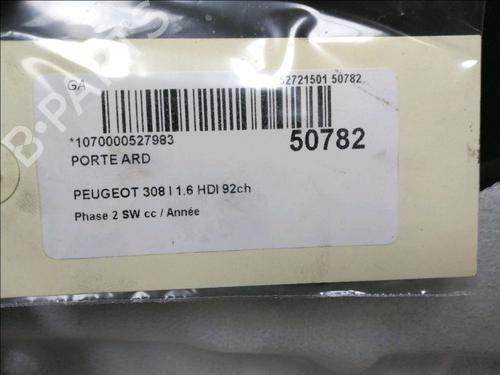 GA
52721501 50782
*1070000527983
50782
PORTE ARD
PEUGEOT 308 I 1.6 HDI 92ch
Phase 2 SW cc / Année
B-PARTS